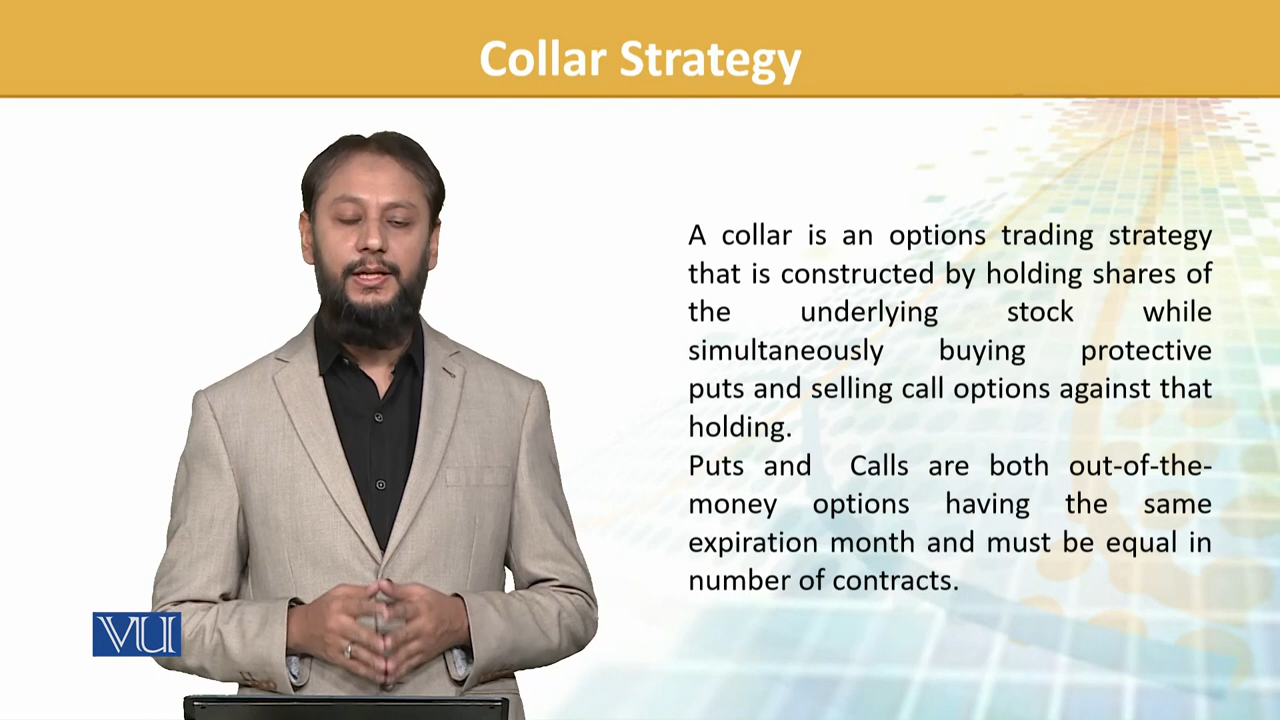 Collar Strategy
A collar is an options trading strategy
that is constructed by holding shares of
the underlying stock while
simultaneously buying protective
puts and selling call options against that
holding.
Puts and Calls are both out-of-the-
money options having the same
expiration month and must be equal in
number of contracts.
VU